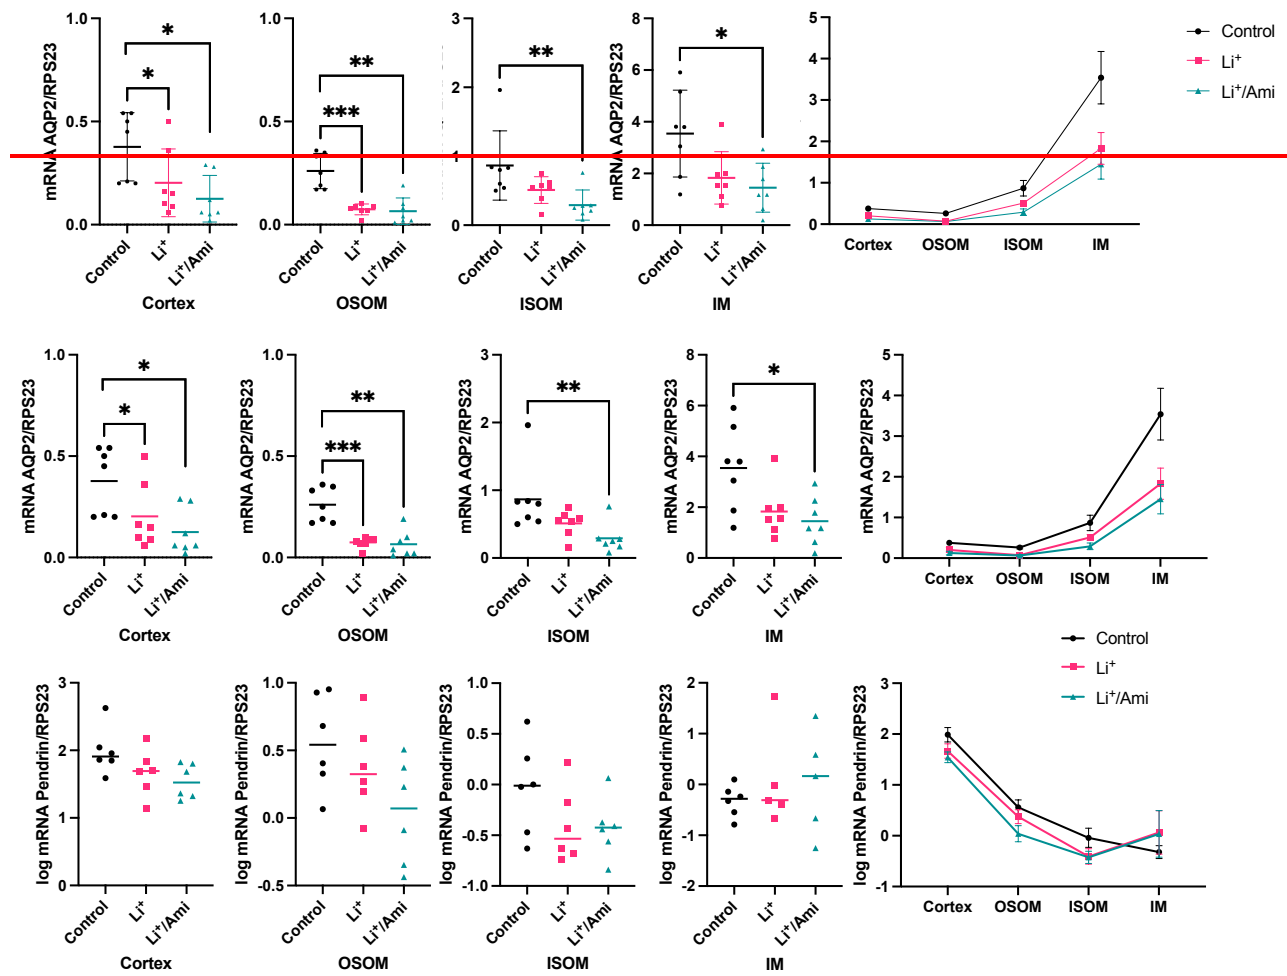 mRNA AQP2/RPS23
1.0
0.5
0.0
*
*
Control
Li⁺
Li⁺/Ami
Cortex
1.0
0.5
0.0
**
***
Control
Li⁺
Li⁺/Ami
OSOM
3
2
1
0
**
Control
Li⁺
Li⁺/Ami
ISOM
mRNA AQP2/RPS23
8
6
4
2
0
*
Control
Li⁺
Li⁺/Ami
IM
5
4
3
2
1
0
Cortex
OSOM
ISOM
IM
Control
Li⁺
Li⁺/Ami
mRNA AQP2/RPS23
1.0
0.5
0.0
*
*
Control
Li⁺
Li⁺/Ami
Cortex
mRNA AQP2/RPS23
1.0
0.5
0.0
**
***
Control
Li⁺
Li⁺/Ami
OSOM
mRNA AQP2/RPS23
3
2
1
0
**
Control
Li⁺
Li⁺/Ami
ISOM
mRNA AQP2/RPS23
8
6
4
2
0
*
Control
Li⁺
Li⁺/Ami
IM
mRNA AQP2/RPS23
5
4
3
2
1
0
Cortex
OSOM
ISOM
IM
Control
Li⁺
Li⁺/Ami
log mRNA Pendrin/RPS23
3
2
1
0
Control
Li⁺
Li⁺/Ami
Cortex
log mRNA Pendrin/RPS23
1.0
0.5
0.0
-0.5
Control
Li⁺
Li⁺/Ami
OSOM
log mRNA Pendrin/RPS23
1.0
0.5
0.0
-0.5
-1.0
Control
Li⁺
Li⁺/Ami
ISOM
log mRNA Pendrin/RPS23
2
1
0
-1
-2
Control
Li⁺
Li⁺/Ami
IM
log mRNA Pendrin/RPS23
3
2
1
0
-1
Cortex
OSOM
ISOM
IM